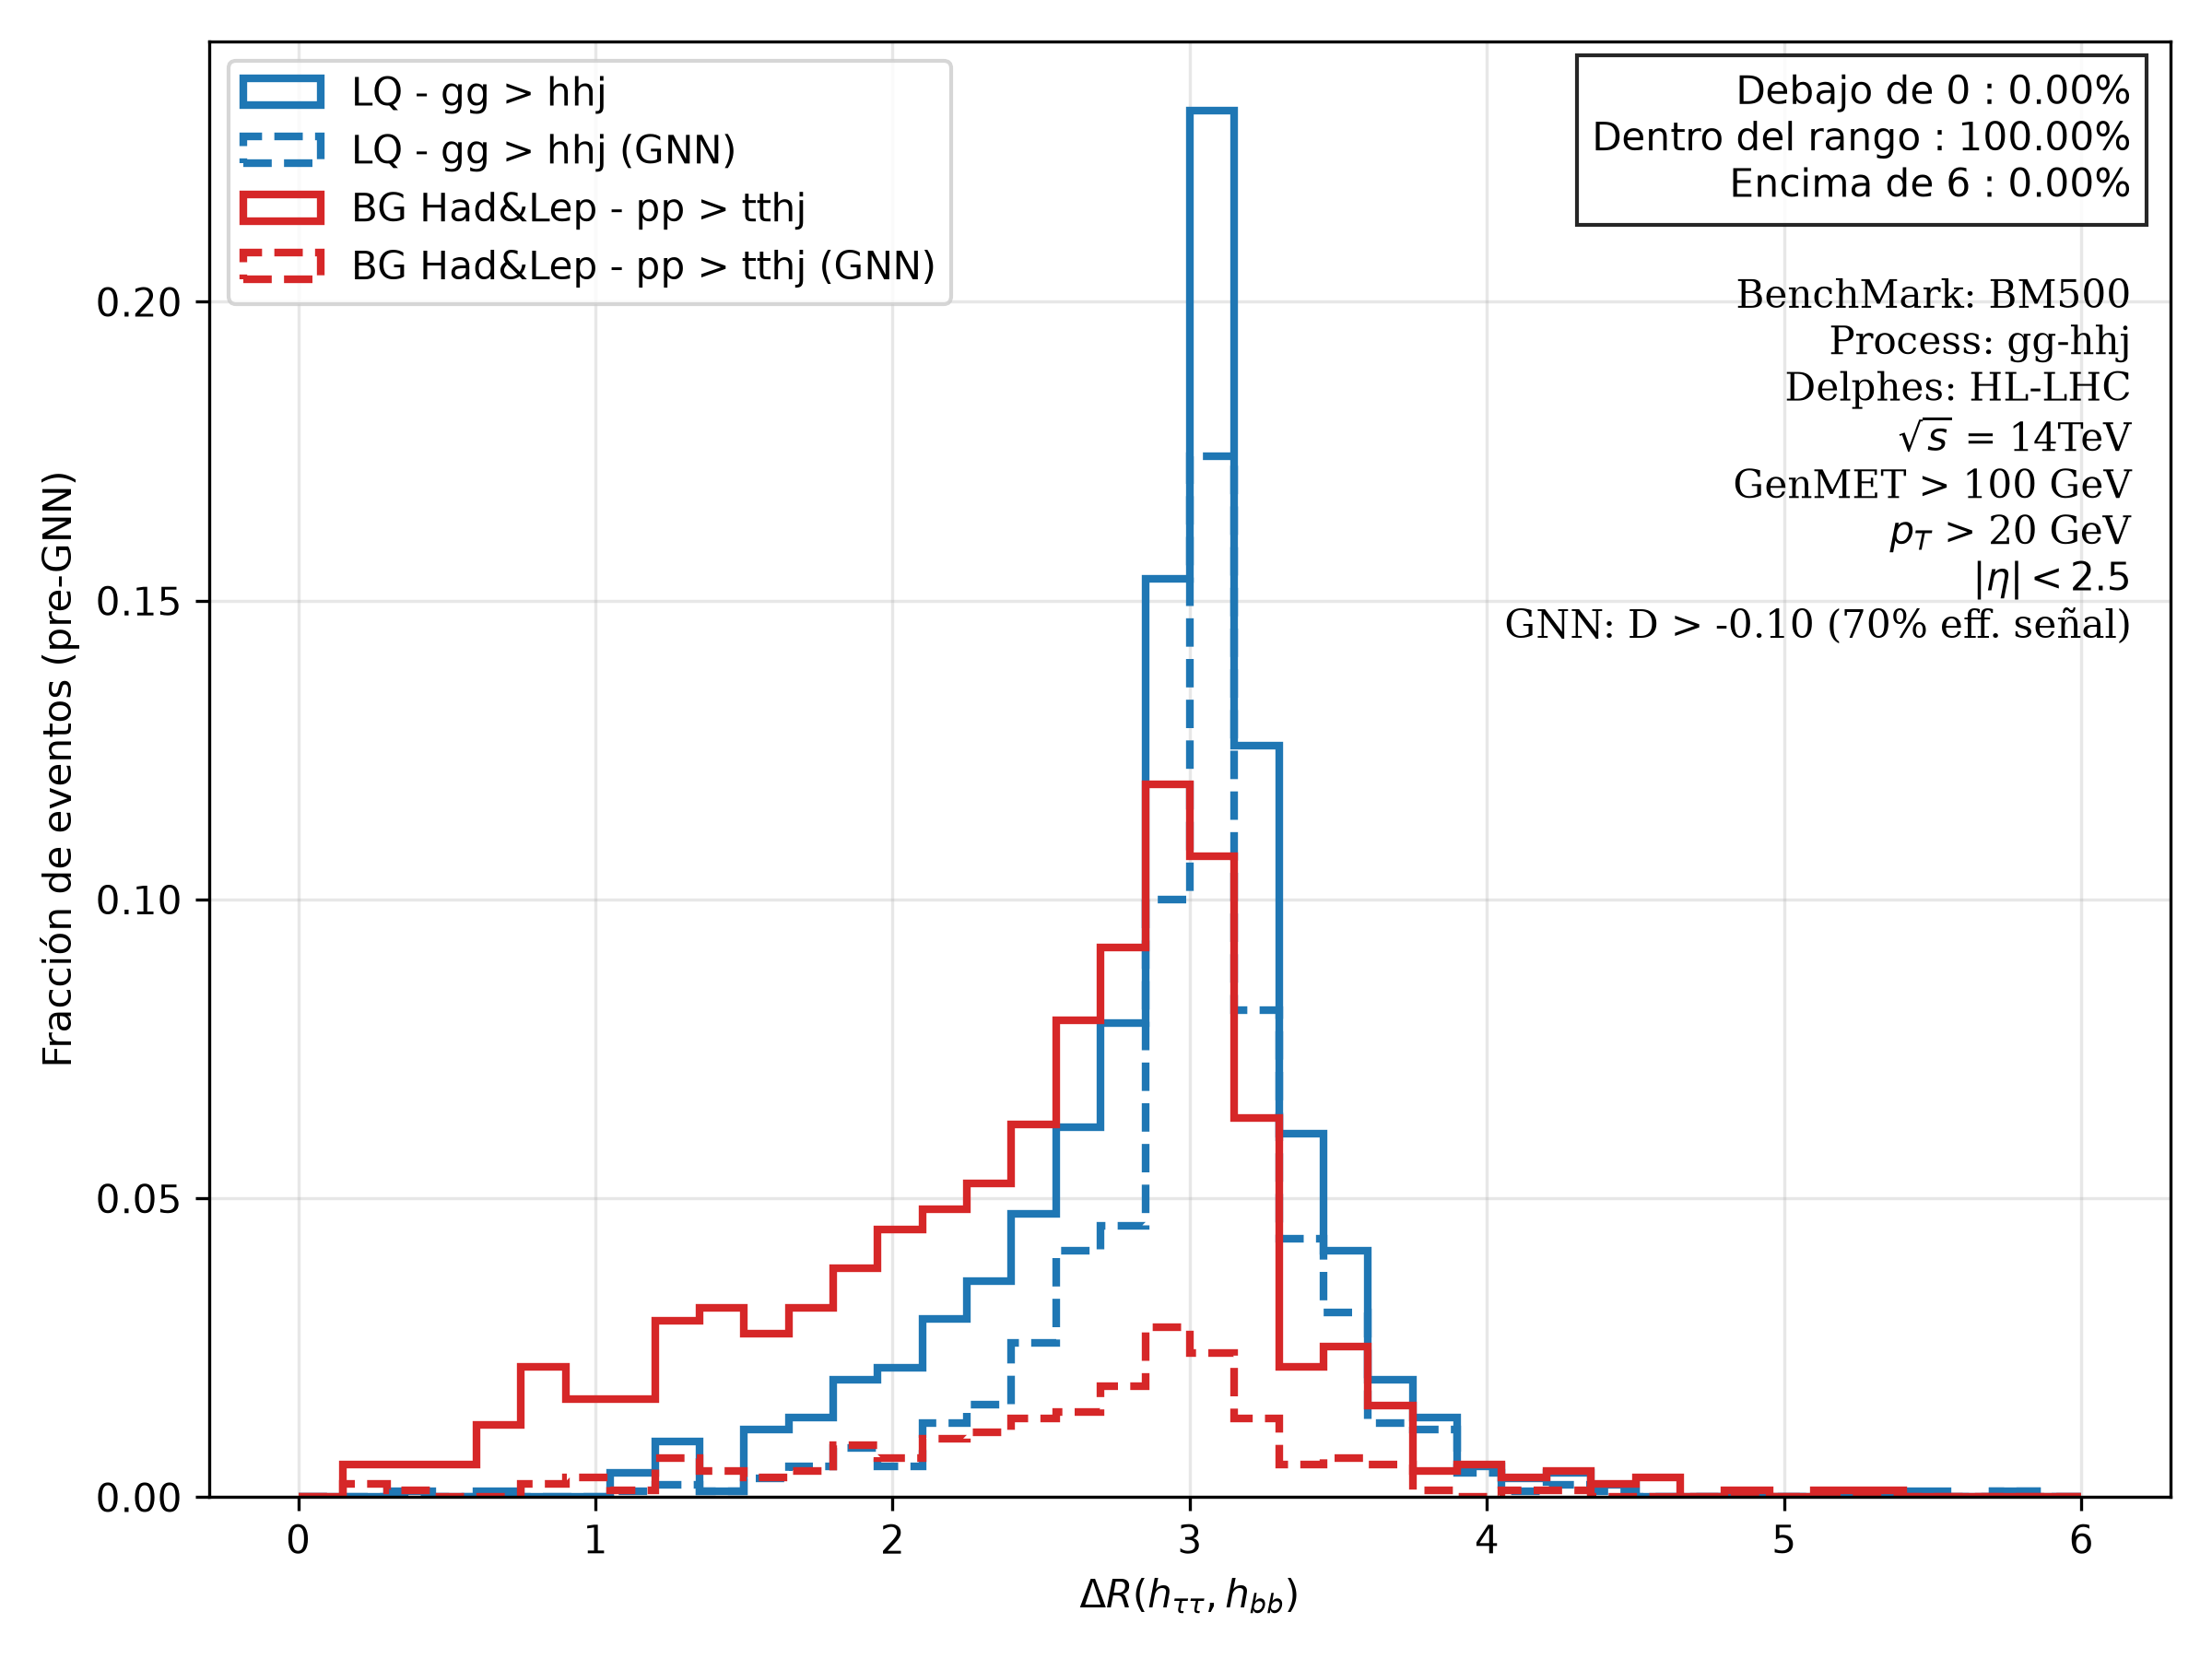 LQ - gg > hhj
LQ - gg > hhj (GNN)
BG Had&Lep - pp > tthj
BG Had&Lep - pp > tthj (GNN)
Debajo de 0 : 0.00%
Dentro del rango : 100.00%
Encima de 6 : 0.00%
BenchMark: BM500
Process: gg-hhj
Delphes: HL-LHC
√s = 14TeV
GenMET > 100 GeV
p_T > 20 GeV
|η| < 2.5
GNN: D > -0.10 (70% eff. señal)
Fracción de eventos (pre-GNN)
0.20
0.15
0.10
0.05
0.00
0 1 2 3 4 5 6
ΔR(h_ττ, h_bb)